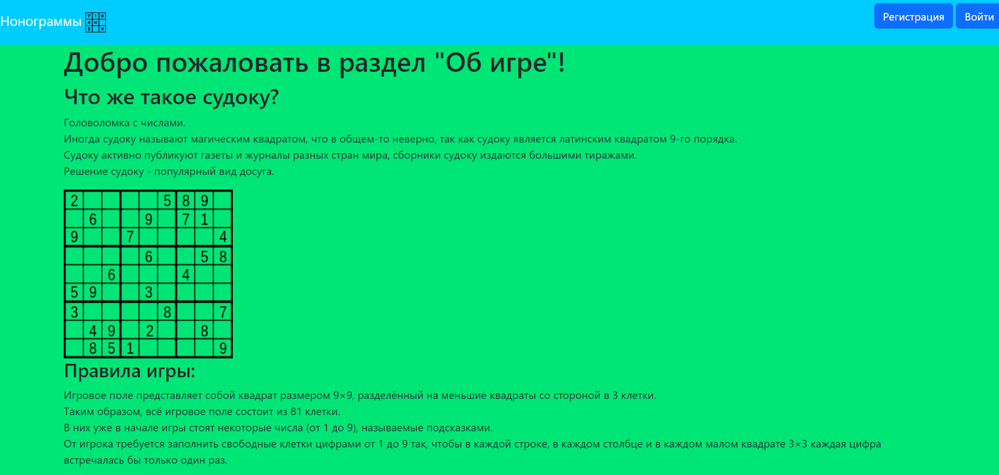 Нонограммы
7 1 ×
4 ×
8 ×
Регистрация
Войти
Добро пожаловать в раздел "Об игре"!
Что же такое судоку?
Головоломка с числами.
Иногда судоку называют магическим квадратом, что в общем-то неверно, так как судоку является латинским квадратом 9-го порядка.
Судоку активно публикуют газеты и журналы разных стран мира, сборники судоку издаются большими тиражами.
Решение судоку - популярный вид досуга.
2 5 8 9
6 9 7 1
9 7 4
6 5 8
6 4
5 9 3
3 8 7
4 9 2 8
8 5 1 9
Правила игры:
Игровое поле представляет собой квадрат размером 9×9, разделённый на меньшие квадраты со стороной в 3 клетки.
Таким образом, всё игровое поле состоит из 81 клетки.
В них уже в начале игры стоят некоторые числа (от 1 до 9), называемые подсказками.
От игрока требуется заполнить свободные клетки цифрами от 1 до 9 так, чтобы в каждой строке, в каждом столбце и в каждом малом квадрате 3×3 каждая цифра
встречалась бы только один раз.